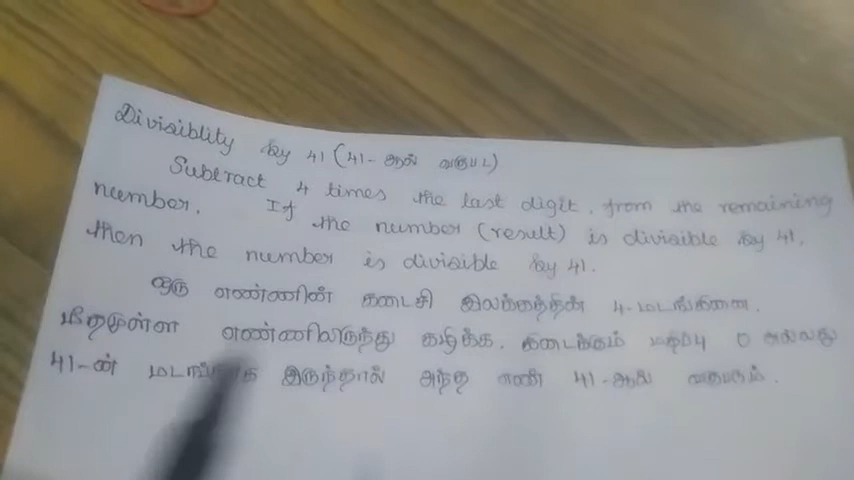 Divisiblity by 41 (41-ஆல் வகுபட)
Subtract 4 times the last digit, from the remaining
number. If the number (result) is divisible by 41,
then the number is divisible by 41.
ஒரு எண்ணின் கடைசி இலக்கத்தின் 4-மடங்கினை.
மீதமுள்ள எண்ணிலிருந்து கழிக்க. கிடைக்கும் மதிப்பு 0 அல்லது
41-ன் இருந்தால் அந்த எண் 41-ஆல் வகுபடும்.